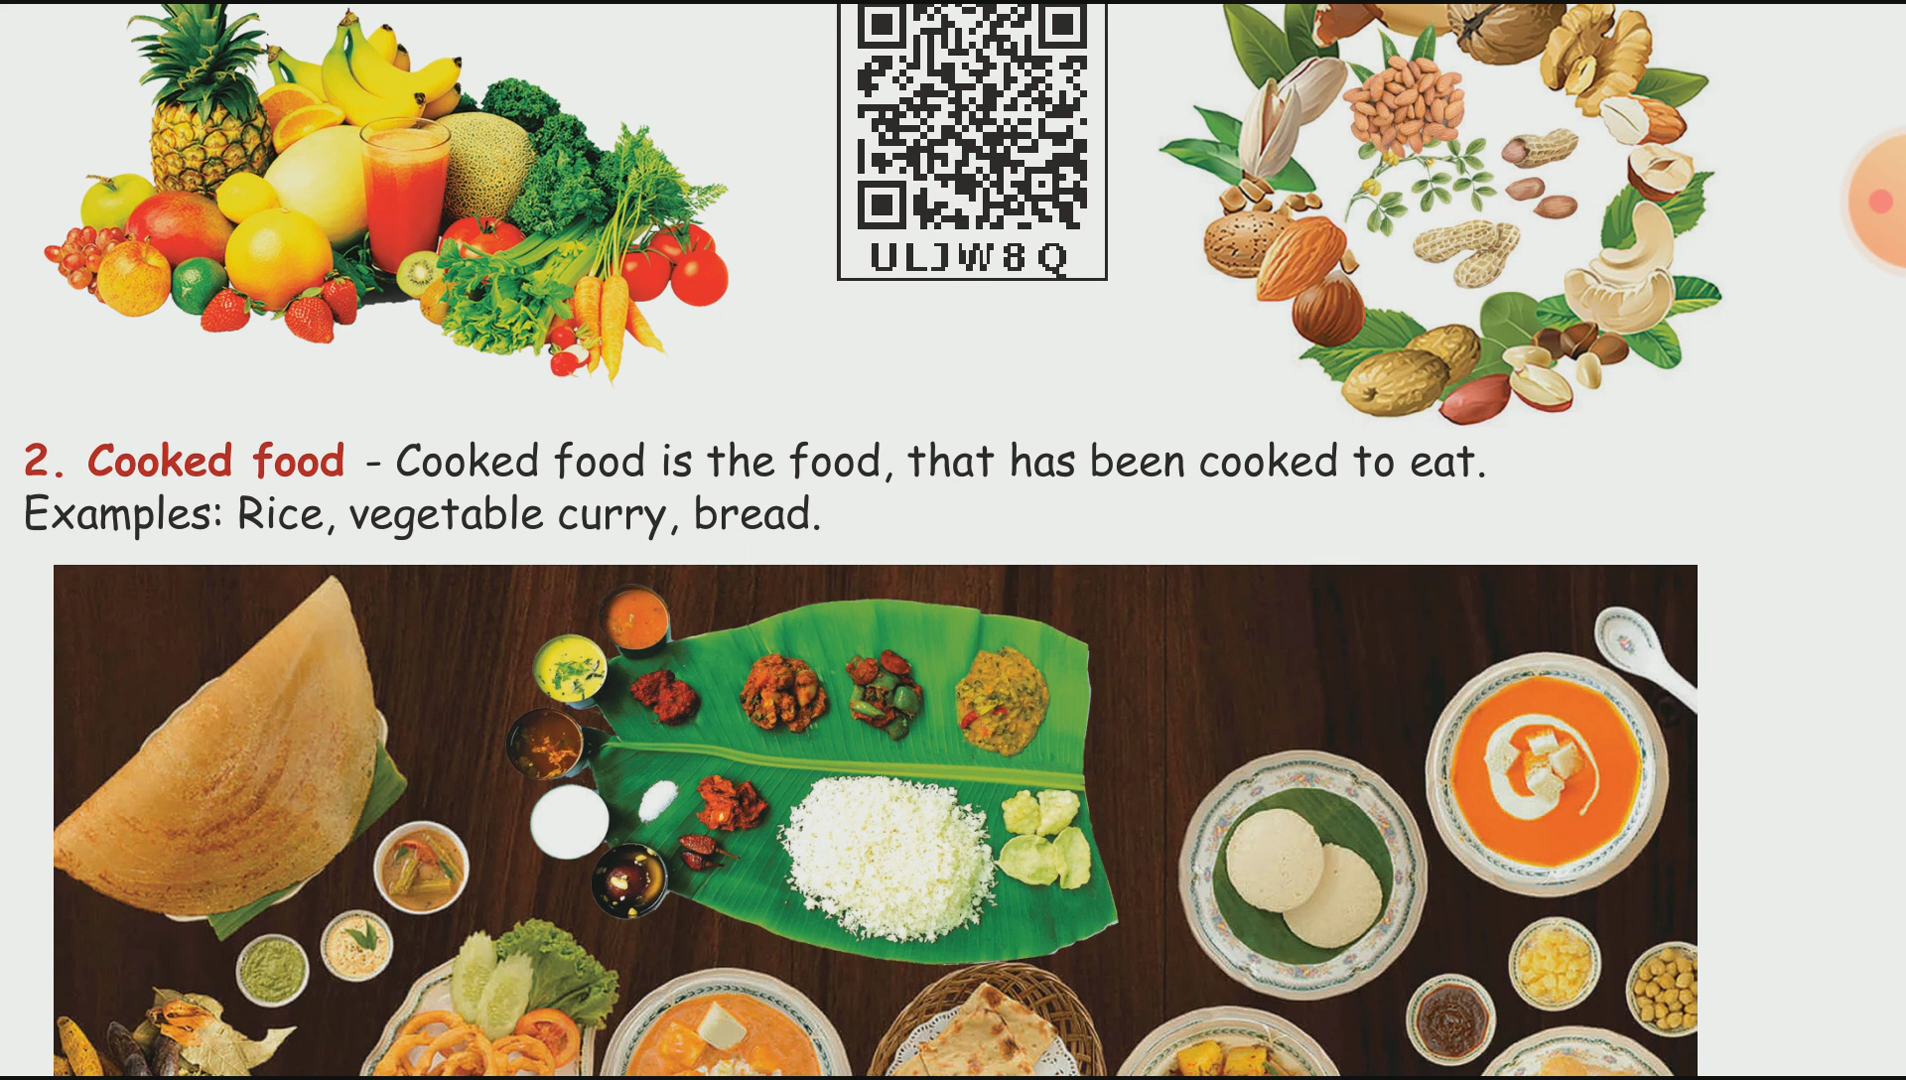 ULJW8Q
2. Cooked food - Cooked food is the food, that has been cooked to eat.
Examples: Rice, vegetable curry, bread.